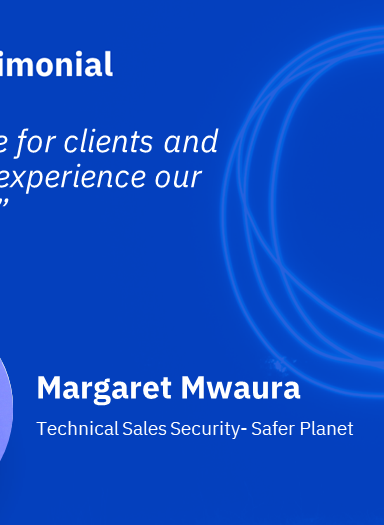 imonial
e for clients and
experience our
”
Margaret Mwaura
Technical Sales Security- Safer Planet